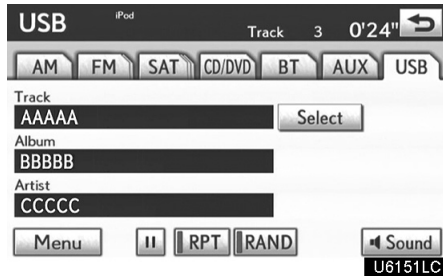 USB iPod Track 3 0'24"
AM FM SAT CD/DVD BT AUX USB
Track
AAAAA Select
Album
BBBBB
Artist
CCCCC
Menu II RPT RAND Sound
U6151LC